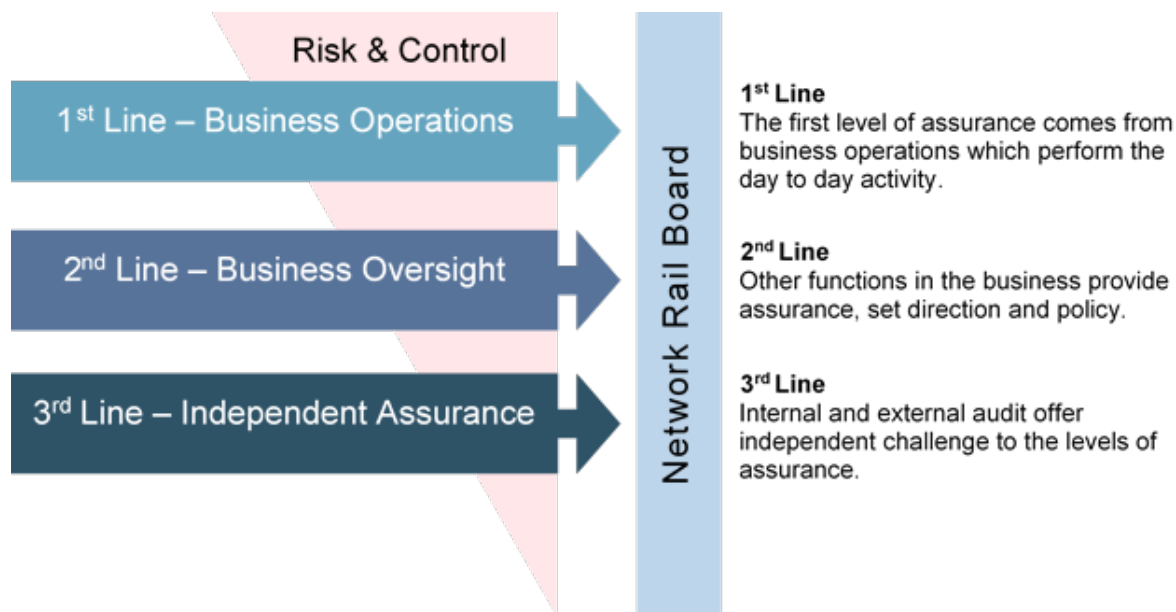 Risk & Control
1st Line – Business Operations
2nd Line – Business Oversight
3rd Line – Independent Assurance
Network Rail Board
1st Line
The first level of assurance comes from
business operations which perform the
day to day activity.
2nd Line
Other functions in the business provide
assurance, set direction and policy.
3rd Line
Internal and external audit offer
independent challenge to the levels of
assurance.